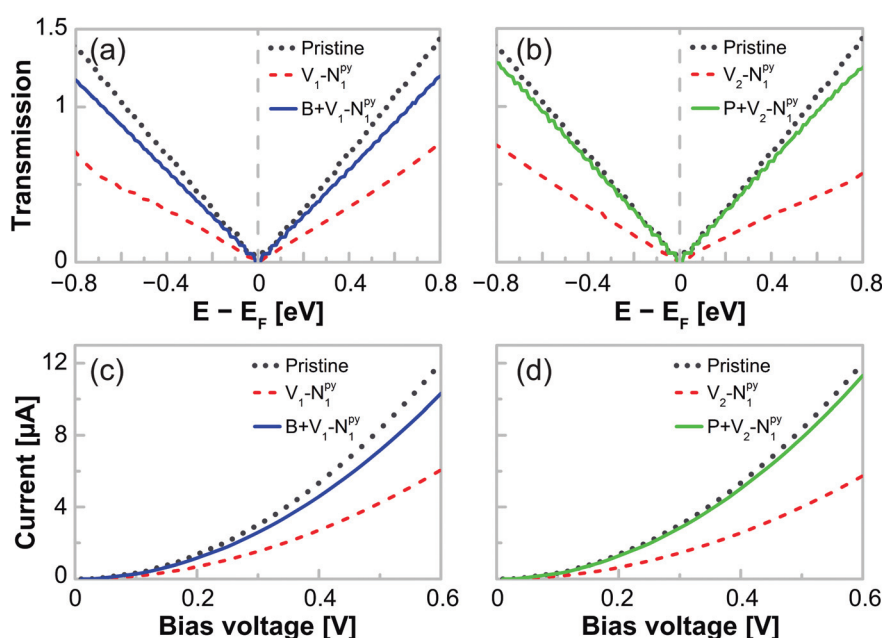 (a)
Pristine
V₁–N₁ᵖʸ
B+V₁–N₁ᵖʸ
Transmission
1.5
1
0
−0.8
−0.4
0
0.4
0.8
E − E_F [eV]
(b)
Pristine
V₂–N₁ᵖʸ
P+V₂–N₁ᵖʸ
−0.8
−0.4
0
0.4
0.8
E − E_F [eV]
(c)
Pristine
V₁–N₁ᵖʸ
B+V₁–N₁ᵖʸ
Current [µA]
12
8
4
0
0
0.2
0.4
0.6
Bias voltage [V]
(d)
Pristine
V₂–N₁ᵖʸ
P+V₂–N₁ᵖʸ
0
0.2
0.4
0.6
Bias voltage [V]